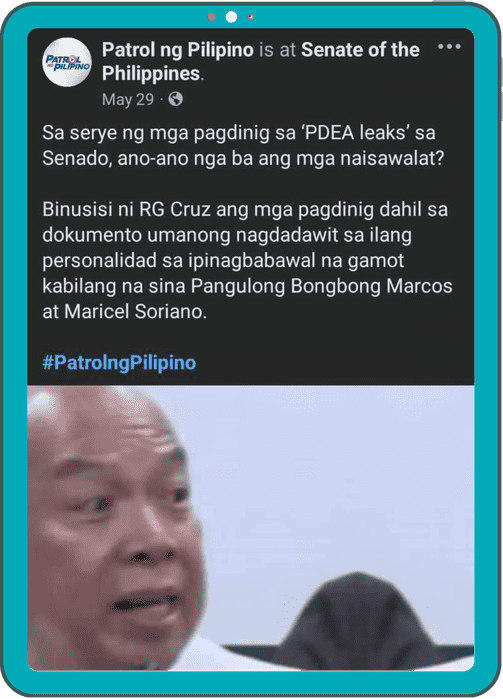 PATROL NG PILIPINO
Patrol ng Pilipino is at Senate of the
Philippines.
May 29 ·
Sa serye ng mga pagdinig sa ‘PDEA leaks’ sa
Senado, ano-ano nga ba ang mga naisawalat?
Binusisi ni RG Cruz ang mga pagdinig dahil sa
dokumento umanong nagdadawit sa ilang
personalidad sa ipinagbabawal na gamot
kabilang na sina Pangulong Bongbong Marcos
at Maricel Soriano.
#PatrolngPilipino